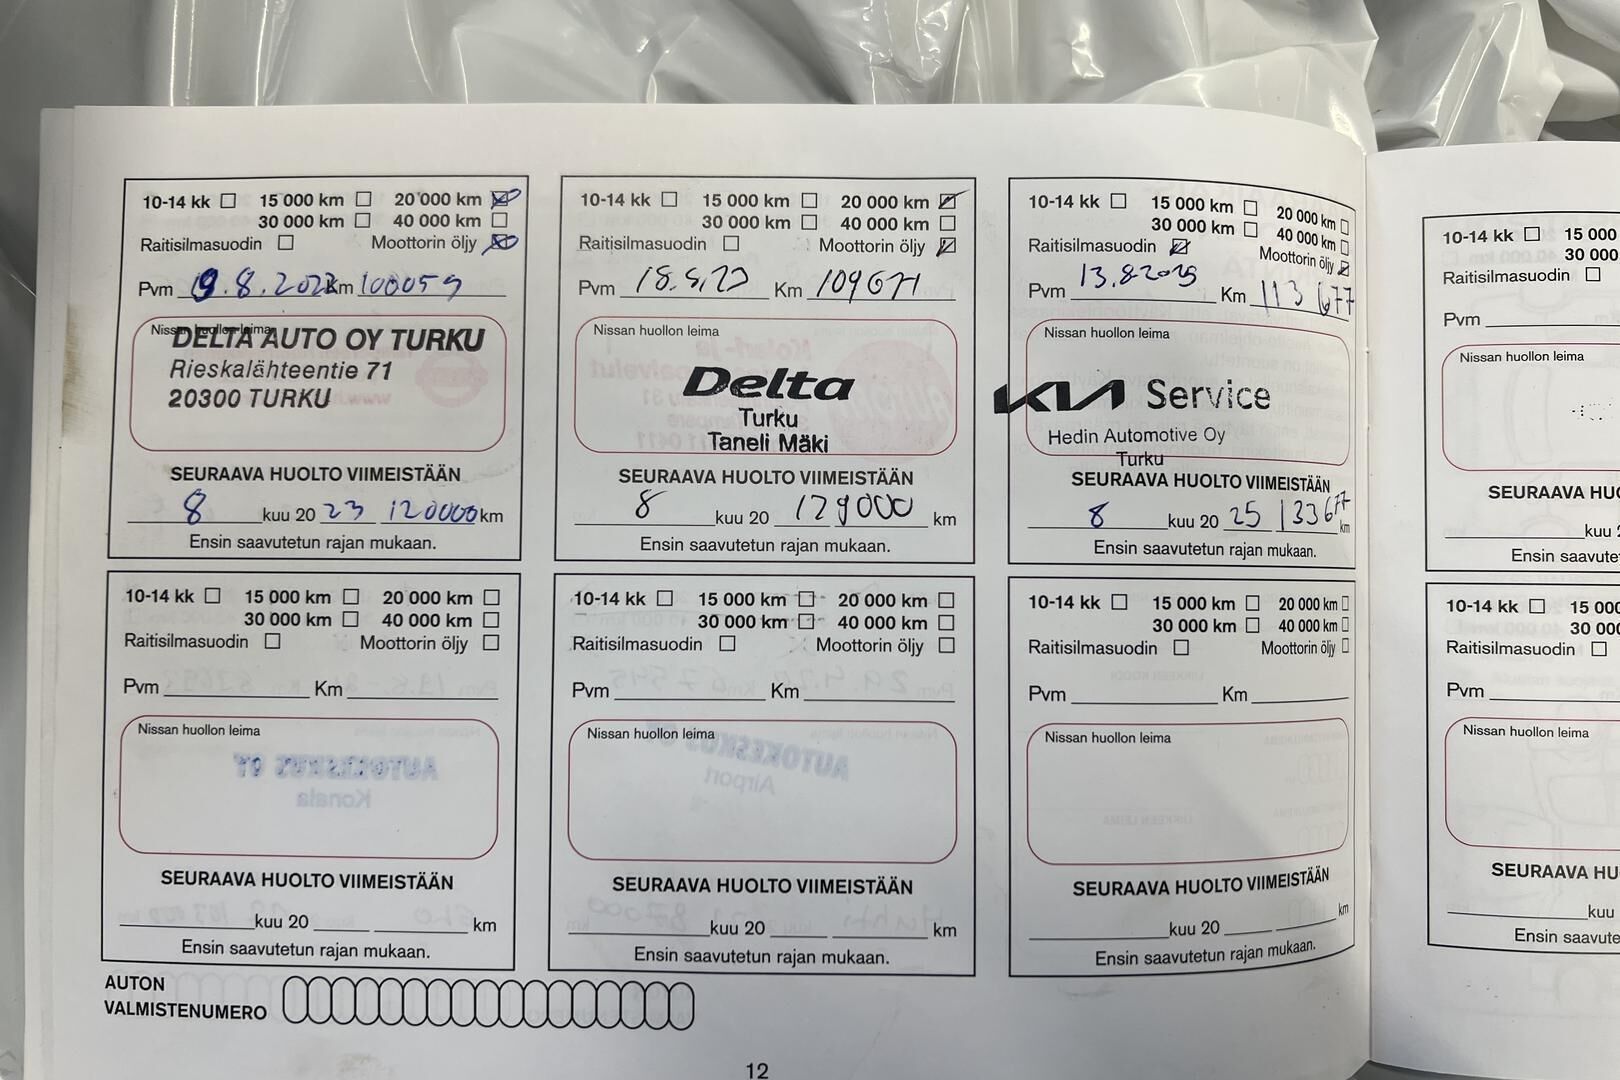 10-14 kk 15 000 km 20 000 km
30 000 km 40 000 km
Raitisilmasuodin Moottorin öljy
Pvm 9.8.2022 Km 100059
Nissan huollon leima
DELTA AUTO OY TURKU
Rieskalähteentie 71
20300 TURKU
SEURAAVA HUOLTO VIIMEISTÄÄN
8 kuu 20 23 120000 km
Ensin saavutetun rajan mukaan.
10-14 kk 15 000 km 20 000 km
30 000 km 40 000 km
Raitisilmasuodin Moottorin öljy
Pvm Km 109671
Nissan huollon leima
Delta
Turku
Taneli Mäki
SEURAAVA HUOLTO VIIMEISTÄÄN
8 kuu 20 129000 km
Ensin saavutetun rajan mukaan.
10-14 kk 15 000 km 20 000 km
30 000 km 40 000 km
Raitisilmasuodin Moottorin öljy
Pvm Km 113 677
Nissan huollon leima
KIA Service
Hedin Automotive Oy
Turku
SEURAAVA HUOLTO VIIMEISTÄÄN
8 kuu 20 25 133677 km
Ensin saavutetun rajan mukaan.
10-14 kk 15 000
30 000
Raitisilmasuodin
Pvm
Nissan huollon leima
SEURAAVA
kuu
Ensin
10-14 kk 15 000 km 20 000 km
30 000 km 40 000 km
Raitisilmasuodin Moottorin öljy
Pvm Km
Nissan huollon leima
SEURAAVA HUOLTO VIIMEISTÄÄN
kuu 20 km
Ensin saavutetun rajan mukaan.
10-14 kk 15 000 km 20 000 km
30 000 km 40 000 km
Raitisilmasuodin Moottorin öljy
Pvm Km
Nissan huollon leima
SEURAAVA HUOLTO VIIMEISTÄÄN
kuu 20 km
Ensin saavutetun rajan mukaan.
10-14 kk 15 000 km 20 000 km
30 000 km 40 000 km
Raitisilmasuodin Moottorin öljy
Pvm Km
Nissan huollon leima
SEURAAVA HUOLTO VIIMEISTÄÄN
kuu 20 km
Ensin saavutetun rajan mukaan.
10-14 kk 15 000
30 000
Raitisilmasuodin
Pvm
Nissan huollon leima
SEURAAVA
kuu
Ensin
AUTON
VALMISTENUMERO
12